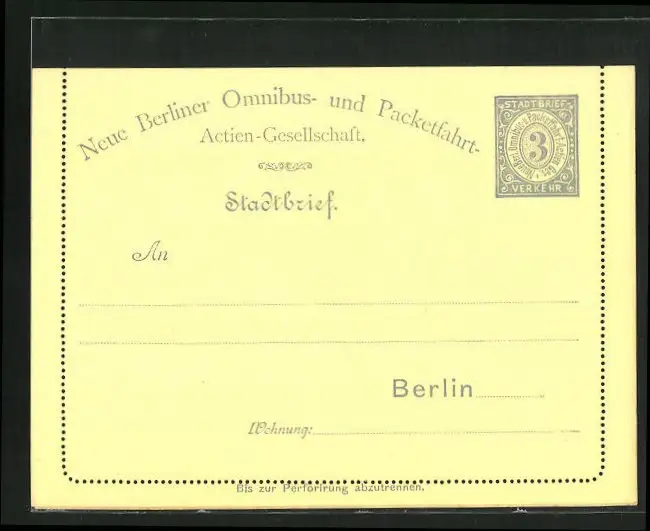 Neue Berliner Omnibus- und Packetfahrt-
Actien-Gesellschaft.
Stadtbrief.
STADTBRIEF
3
VERKEHR
An
Berlin
Wohnung:
Bis zur Perforirung abzutrennen.